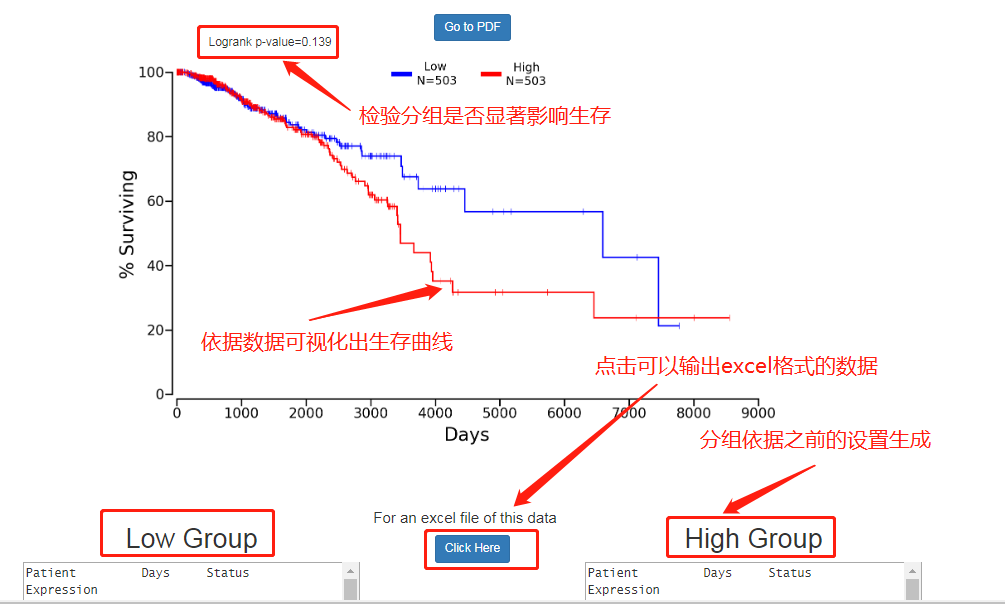 Go to PDF
Logrank p-value=0.139
Low
N=503
High
N=503
检验分组是否显著影响生存
100
80
60
40
20
0
% Surviving
依据数据可视化出生存曲线
点击可以输出excel格式的数据
0 1000 2000 3000 4000 5000 6000 7000 8000 9000
Days
分组依据之前的设置生成
For an excel file of this data
Click Here
Low Group
High Group
Patient Days Status
Expression
Patient Days Status
Expression